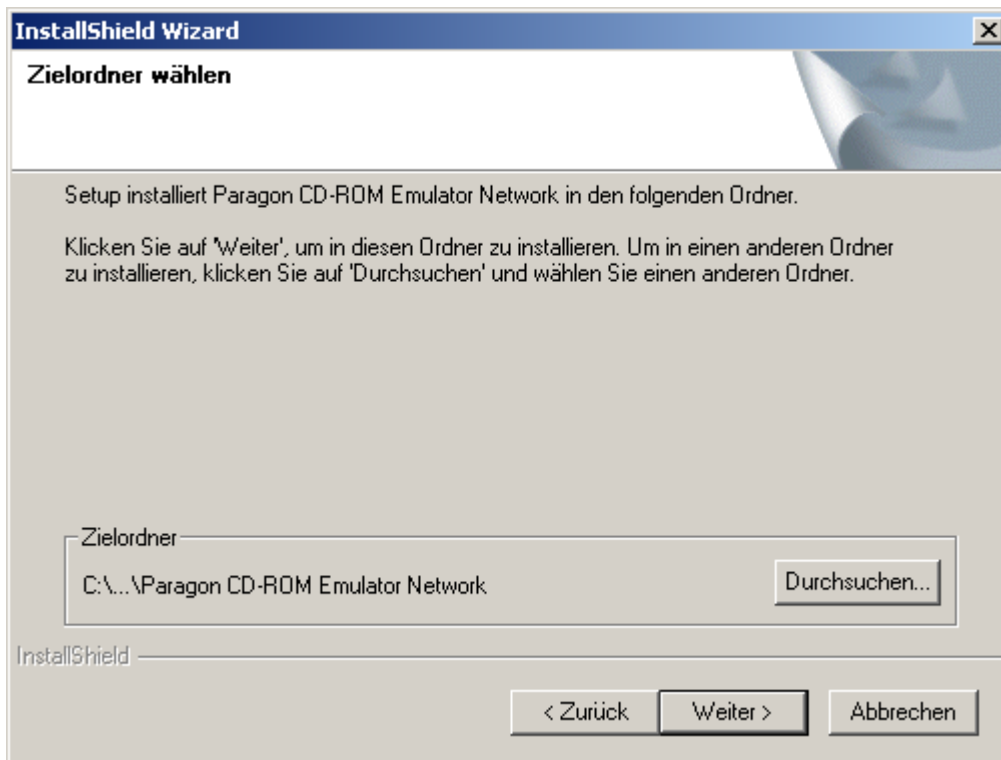 InstallShield Wizard
Zielordner wählen
Setup installiert Paragon CD-ROM Emulator Network in den folgenden Ordner.
Klicken Sie auf 'Weiter', um in diesen Ordner zu installieren. Um in einen anderen Ordner
zu installieren, klicken Sie auf 'Durchsuchen' und wählen Sie einen anderen Ordner.
Zielordner
C:\...\Paragon CD-ROM Emulator Network
Durchsuchen...
InstallShield
< Zurück
Weiter >
Abbrechen